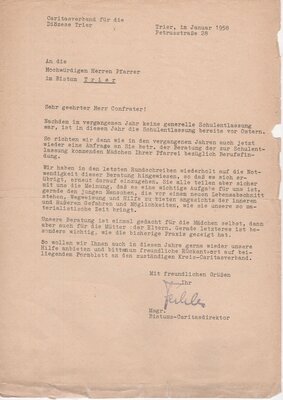 Caritasverband für die
Diözese Trier
Trier, im Januar 1958
Petrusstraße 28
An die
Hochwürdigen Herren Pfarrer
im Bistum Trier
Sehr geehrter Herr Confrater!
Nachdem im vergangenen Jahr keine generelle Schulentlassung
war, ist in diesem Jahr die Schulentlassung bereits vor Ostern.
So richten wir denn wie in den vergangenen Jahren auch jetzt
wieder eine Anfrage an Sie betr. der Beratung der zur Schulent-
lassung kommenden Mädchen Ihrer Pfarrei bezüglich Berufsfin-
dung.
Wir haben in den letzten Rundschreiben wiederholt auf die Not-
wendigkeit dieser Beratung hingewiesen, so daß es sich er-
übrigt, erneut darauf einzugehen. Sie alle teilen aber sicher
mit uns die Meinung, daß es eine wichtige Aufgabe für uns ist,
gerade den jungen Menschen, die vor einem neuen Lebensabschnitt
stehen, Wegweisung und Hilfe zu bieten angesichts der inneren
und äußeren Gefahren und Möglichkeiten, wie sie unsere so ma-
terialistische Zeit bringt.
Unsere Beratung ist einmal gedacht für die Mädchen selbst, dann
aber auch für die Mütter der Eltern. Gerade letzteres ist be-
sonders wichtig, wie die bisherige Praxis gezeigt hat.
So wollen wir Ihnen auch in diesem Jahre gerne wieder unsere
Hilfe anbieten und bitten um freundliche Rückantwort auf bei-
liegendem Formblatt an den zuständigen Kreis-Caritasverband.
Mit freundlichen Grüßen
Ihr
Msgr.
Bistums-Caritasdirektor